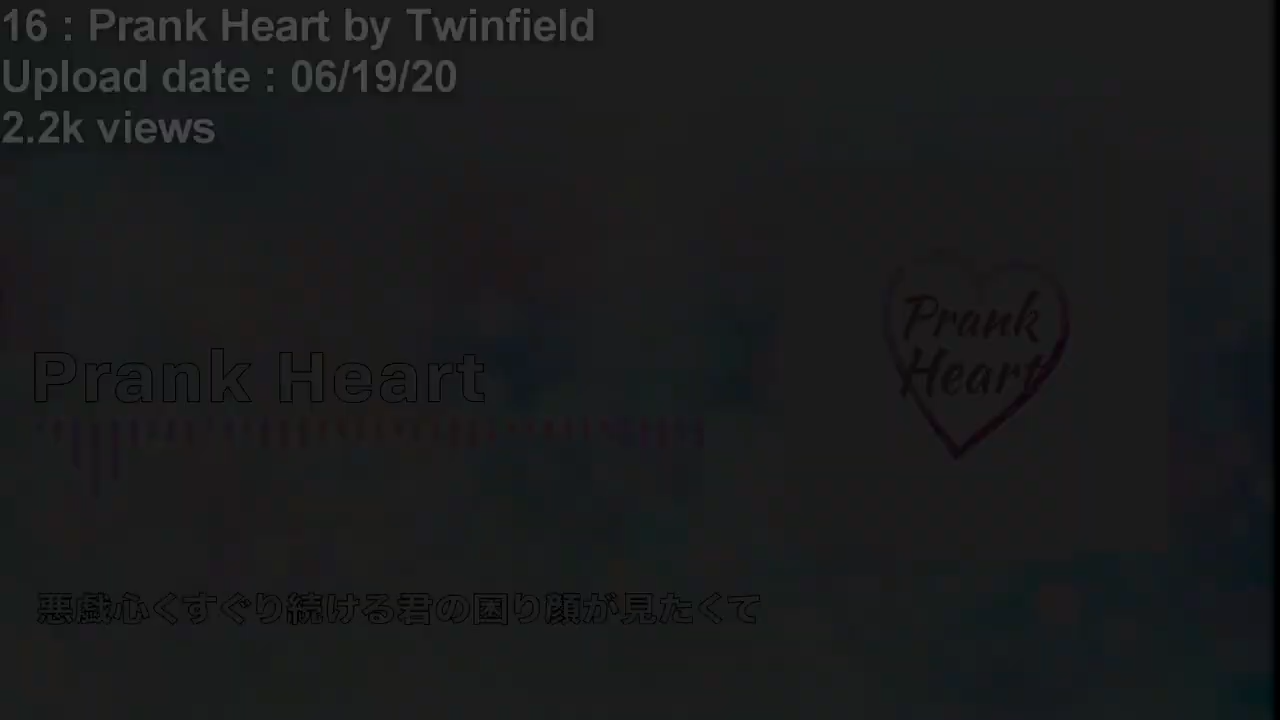 16 : Prank Heart by Twinfield
Upload date : 06/19/20
2.2k views
Prank
Heart
Prank Heart
悪戯心くすぐり続ける君の困り顔が見たくて